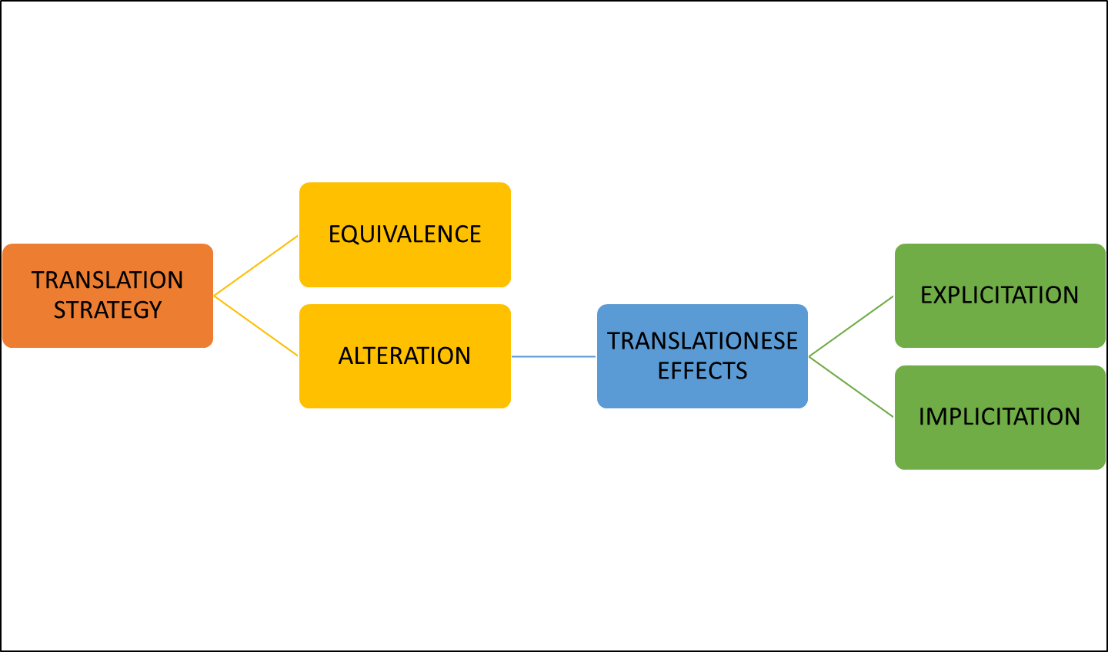 TRANSLATION
STRATEGY
EQUIVALENCE
ALTERATION
TRANSLATIONESE
EFFECTS
EXPLICITATION
IMPLICITATION